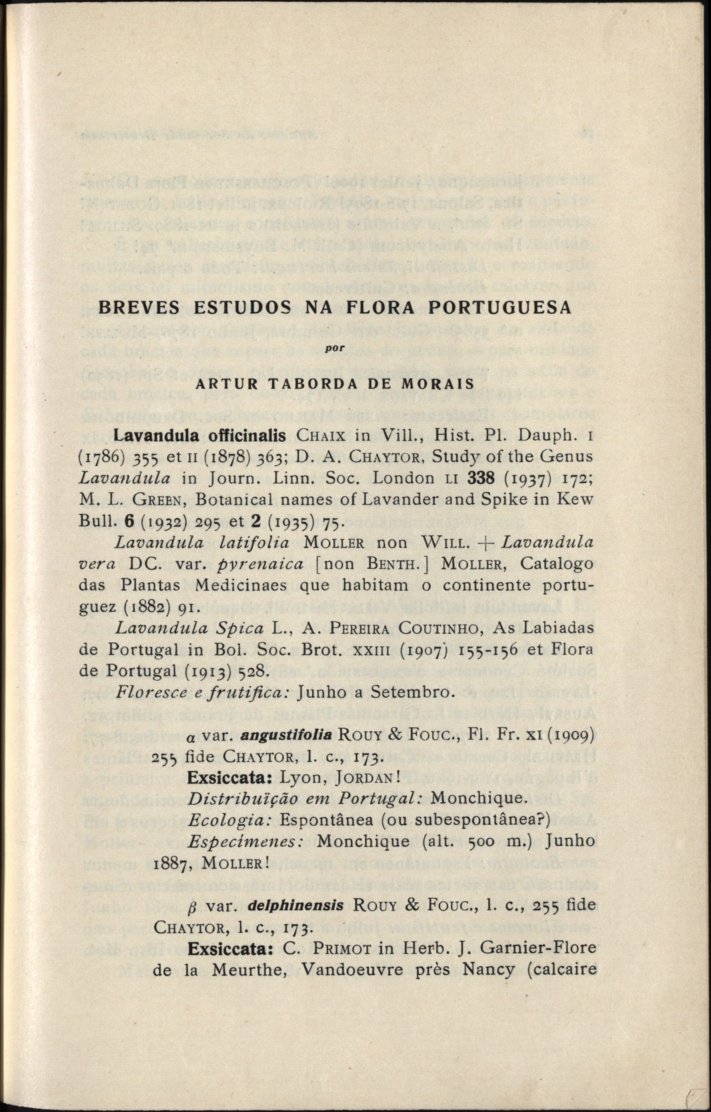 BREVES ESTUDOS NA FLORA PORTUGUESA
por
ARTUR TABORDA DE MORAIS
Lavandula officinalis CHAIX in Vill., Hist. Pl. Dauph. I
(1786) 355 et II (1878) 363; D. A. CHAYTOR, Study of the Genus
Lavandula in Journ. Linn. Soc. London LI 338 (1937) 172;
M. L. GREEN, Botanical names of Lavander and Spike in Kew
Bull. 6 (1932) 295 et 2 (1935) 75.
Lavandula latifolia MOLLER non WILL. + Lavandula
vera DC. var. pyrenaica [non BENTH.] MOLLER, Catalogo
das Plantas Medicinaes que habitam o continente portu-
guez (1882) 91.
Lavandula Spica L., A. PEREIRA COUTINHO, As Labiadas
de Portugal in Bol. Soc. Brot. XXIII (1907) 155-156 et Flora
de Portugal (1913) 528.
Floresce e frutifica: Junho a Setembro.
α var. angustifolia ROUY & FOUC., Fl. Fr. XI (1909)
255 fide CHAYTOR, l. c., 173.
Exsiccata: Lyon, JORDAN!
Distribuïção em Portugal: Monchique.
Ecologia: Espontânea (ou subespontânea?)
Especímenes: Monchique (alt. 500 m.) Junho
1887, MOLLER!
β var. delphinensis ROUY & FOUC., l. c., 255 fide
CHAYTOR, l. c., 173.
Exsiccata: C. PRIMOT in Herb. J. Garnier-Flore
de la Meurthe, Vandoeuvre près Nancy (calcaire